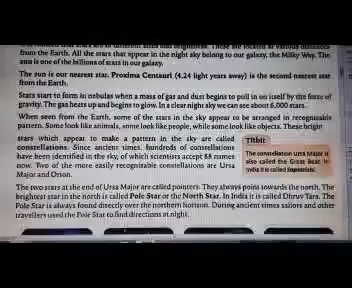 from the Earth. All the stars that appear in the night sky belong to our galaxy, the Milky Way. The
sun is one of the billions of stars in our galaxy.
The sun is our nearest star. Proxima Centauri (4.24 light years away) is the second nearest star
from the Earth.
Stars start to form in nebulas when a mass of gas and dust begins to pull in on itself by the force of
gravity. The gas heats up and begins to glow. In a clear night sky we can see about 6,000 stars.
When seen from the Earth, some of the stars in the sky appear to be arranged in recognisable
pattern. Some look like animals, some look like people, while some look like objects. These bright
stars which appear to make a pattern in the sky are called
constellations. Since ancient times, hundreds of constellations
have been identified in the sky, of which scientists accept 88 names
now. Two of the more easily recognisable constellations are Ursa
Major and Orion.
Titbit
The constellation Ursa Major is
also called the Great Bear. In
India it is called Saptarishi.
The two stars at the end of Ursa Major are called pointers. They always point towards the north. The
brightest star in the north is called Pole Star or the North Star. In India it is called Dhruv Tara. The
Pole Star is always found directly over the northern horizon. During ancient times sailors and other
travellers used the Pole Star to find directions at night.